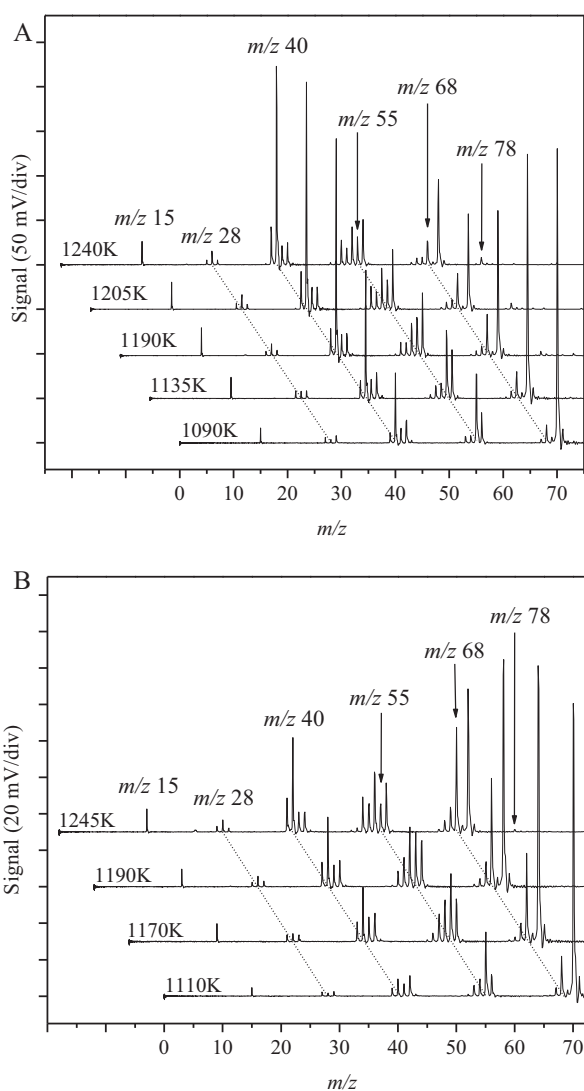 A
m/z 40
m/z 68
m/z 55
m/z 78
m/z 15
m/z 28
1240K
1205K
1190K
1135K
1090K
Signal (50 mV/div)
0 10 20 30 40 50 60 70
m/z
B
m/z 78
m/z 68
m/z 55
m/z 40
m/z 15
m/z 28
1245K
1190K
1170K
1110K
Signal (20 mV/div)
0 10 20 30 40 50 60 70
m/z